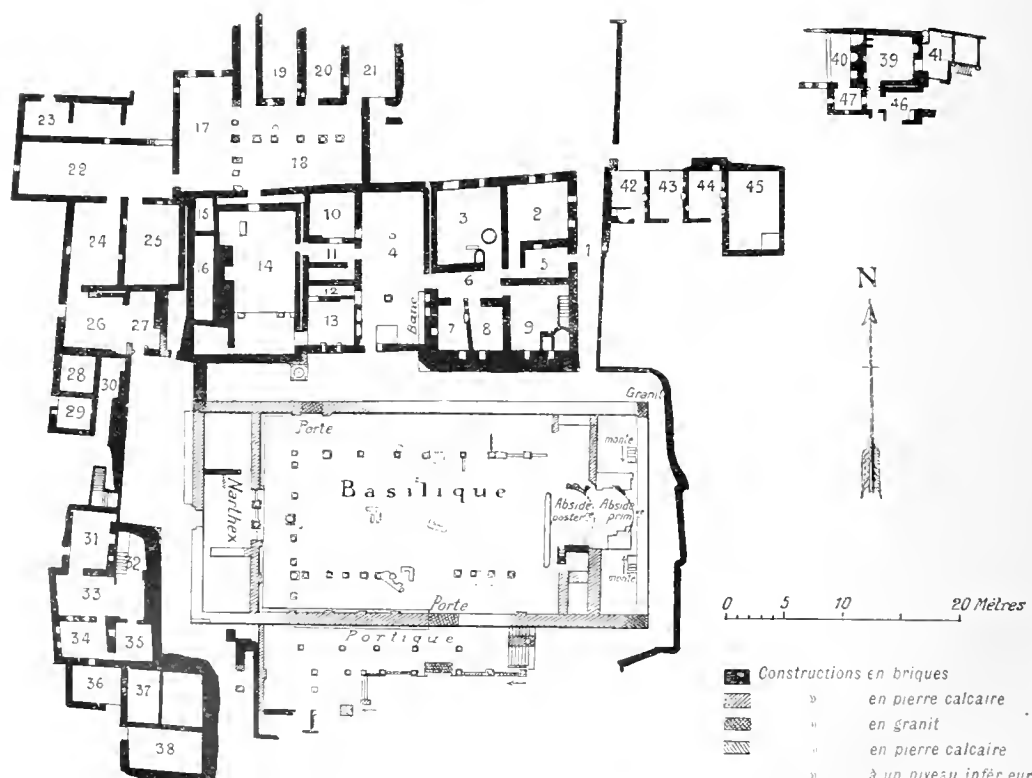 19 20 21
40 39 41
47 46
23
17
18
22
42 43 44 45
15 10 3 2
24 25 14 4 1
16 11 5
6
12
26 27 13 Banc 7 8 9
N
28 30
29
Granit
Porte
monte
Narthex
Basilique
Abside
Abside
prim
31
32
33
monte
34 35
Porte
Portique
36 37
38
0 5 10 20 Mètres
Constructions en briques
» en pierre calcaire
» en granit
» en pierre calcaire
» à un niveau